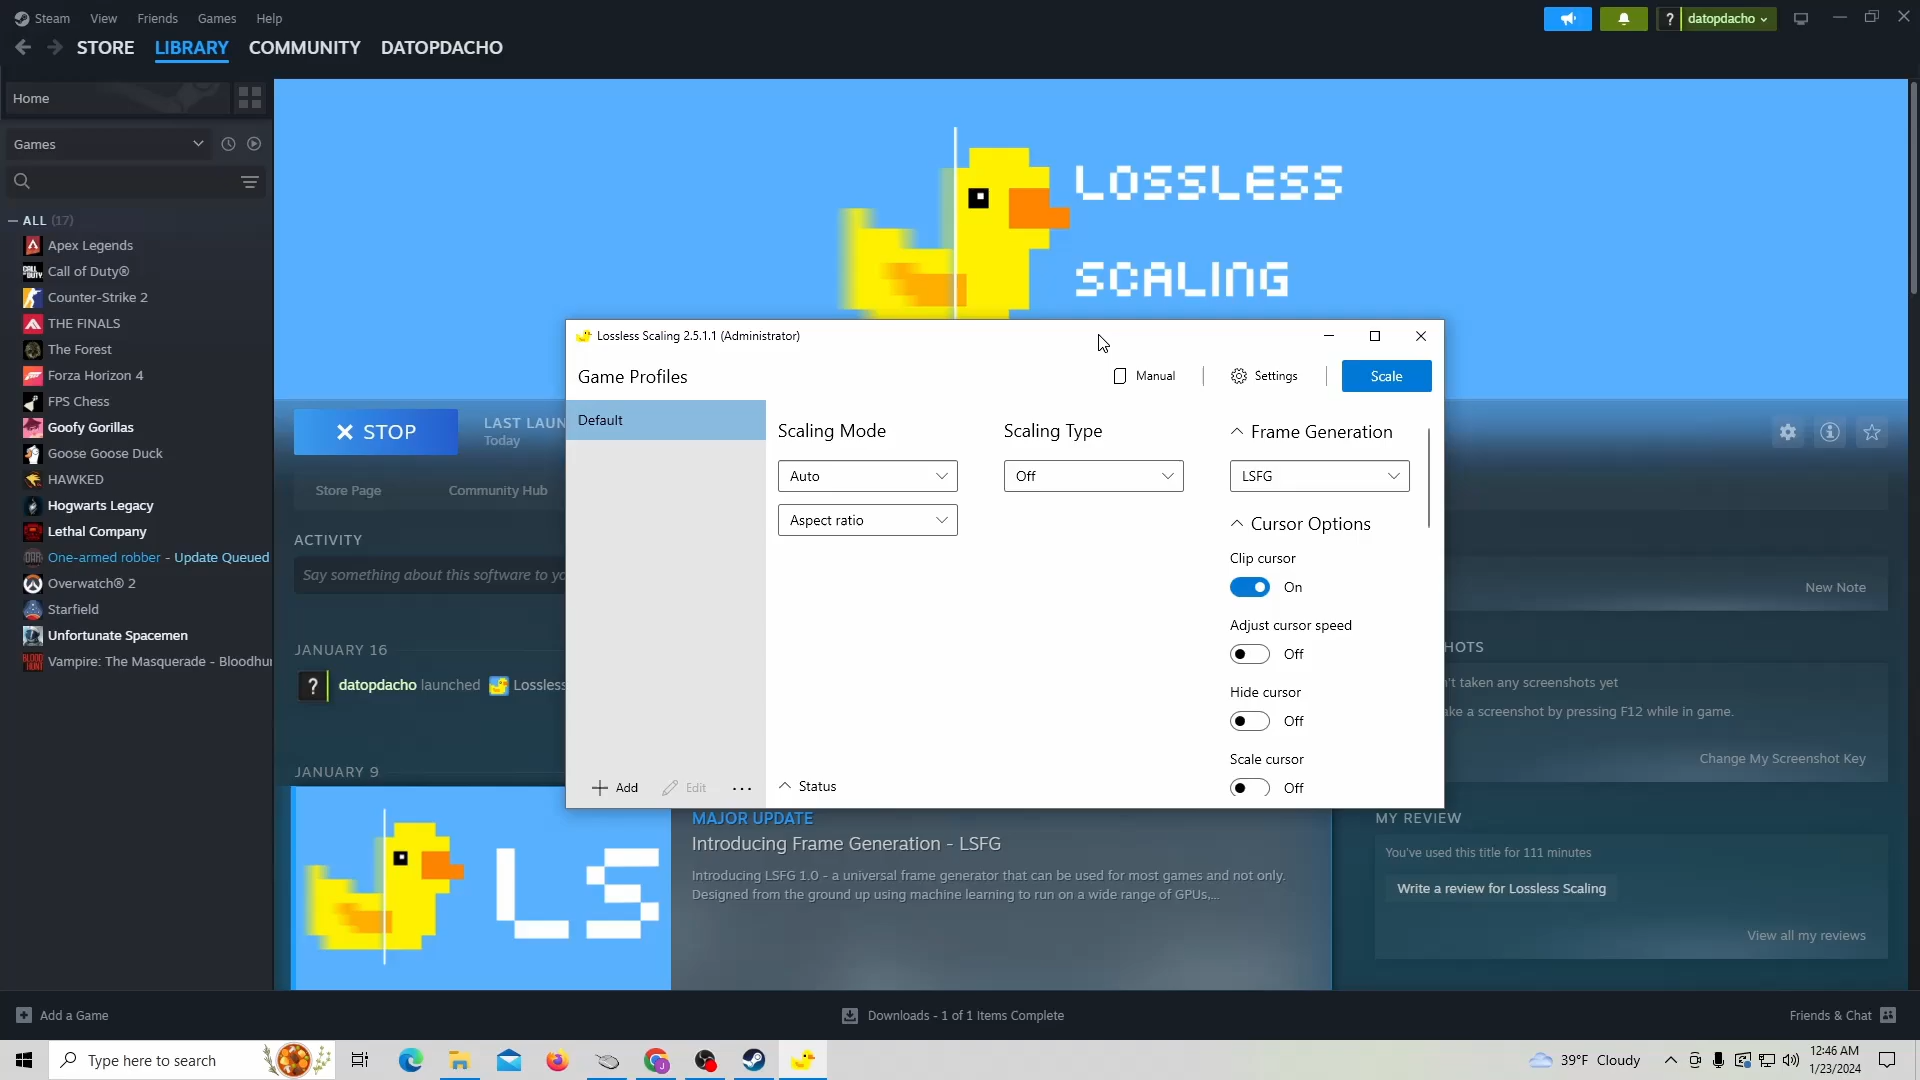 Steam View Friends Games Help
? datopdacho
STORE LIBRARY COMMUNITY DATOPDACHO
Home
Games
ALL (17)
Apex Legends
Call of Duty®
Counter-Strike 2
THE FINALS
The Forest
Forza Horizon 4
FPS Chess
Goofy Gorillas
Goose Goose Duck
HAWKED
Hogwarts Legacy
Lethal Company
One-armed robber - Update Queued
Overwatch® 2
Starfield
Unfortunate Spacemen
Vampire: The Masquerade - Bloodhun
LOSSLESS
SCALING
STOP
LAST LAUN
Today
Store Page
Community Hub
ACTIVITY
Say something about this software to yo
JANUARY 16
? datopdacho launched Lossless
JANUARY 9
LS
MAJOR UPDATE
Introducing Frame Generation - LSFG
Introducing LSFG 1.0 - a universal frame generator that can be used for most games and not only.
Designed from the ground up using machine learning to run on a wide range of GPUs,...
Lossless Scaling 2.5.1.1 (Administrator)
Game Profiles
Manual
Settings
Scale
Default
Scaling Mode
Auto
Aspect ratio
Scaling Type
Off
Frame Generation
LSFG
Cursor Options
Clip cursor
On
Adjust cursor speed
Off
Hide cursor
Off
Scale cursor
Off
Add
Edit
...
Status
New Note
HOTS
n't taken any screenshots yet
ake a screenshot by pressing F12 while in game.
Change My Screenshot Key
MY REVIEW
You've used this title for 111 minutes
Write a review for Lossless Scaling
View all my reviews
Add a Game
Downloads - 1 of 1 Items Complete
Friends & Chat
Type here to search
39°F Cloudy
12:46 AM
1/23/2024